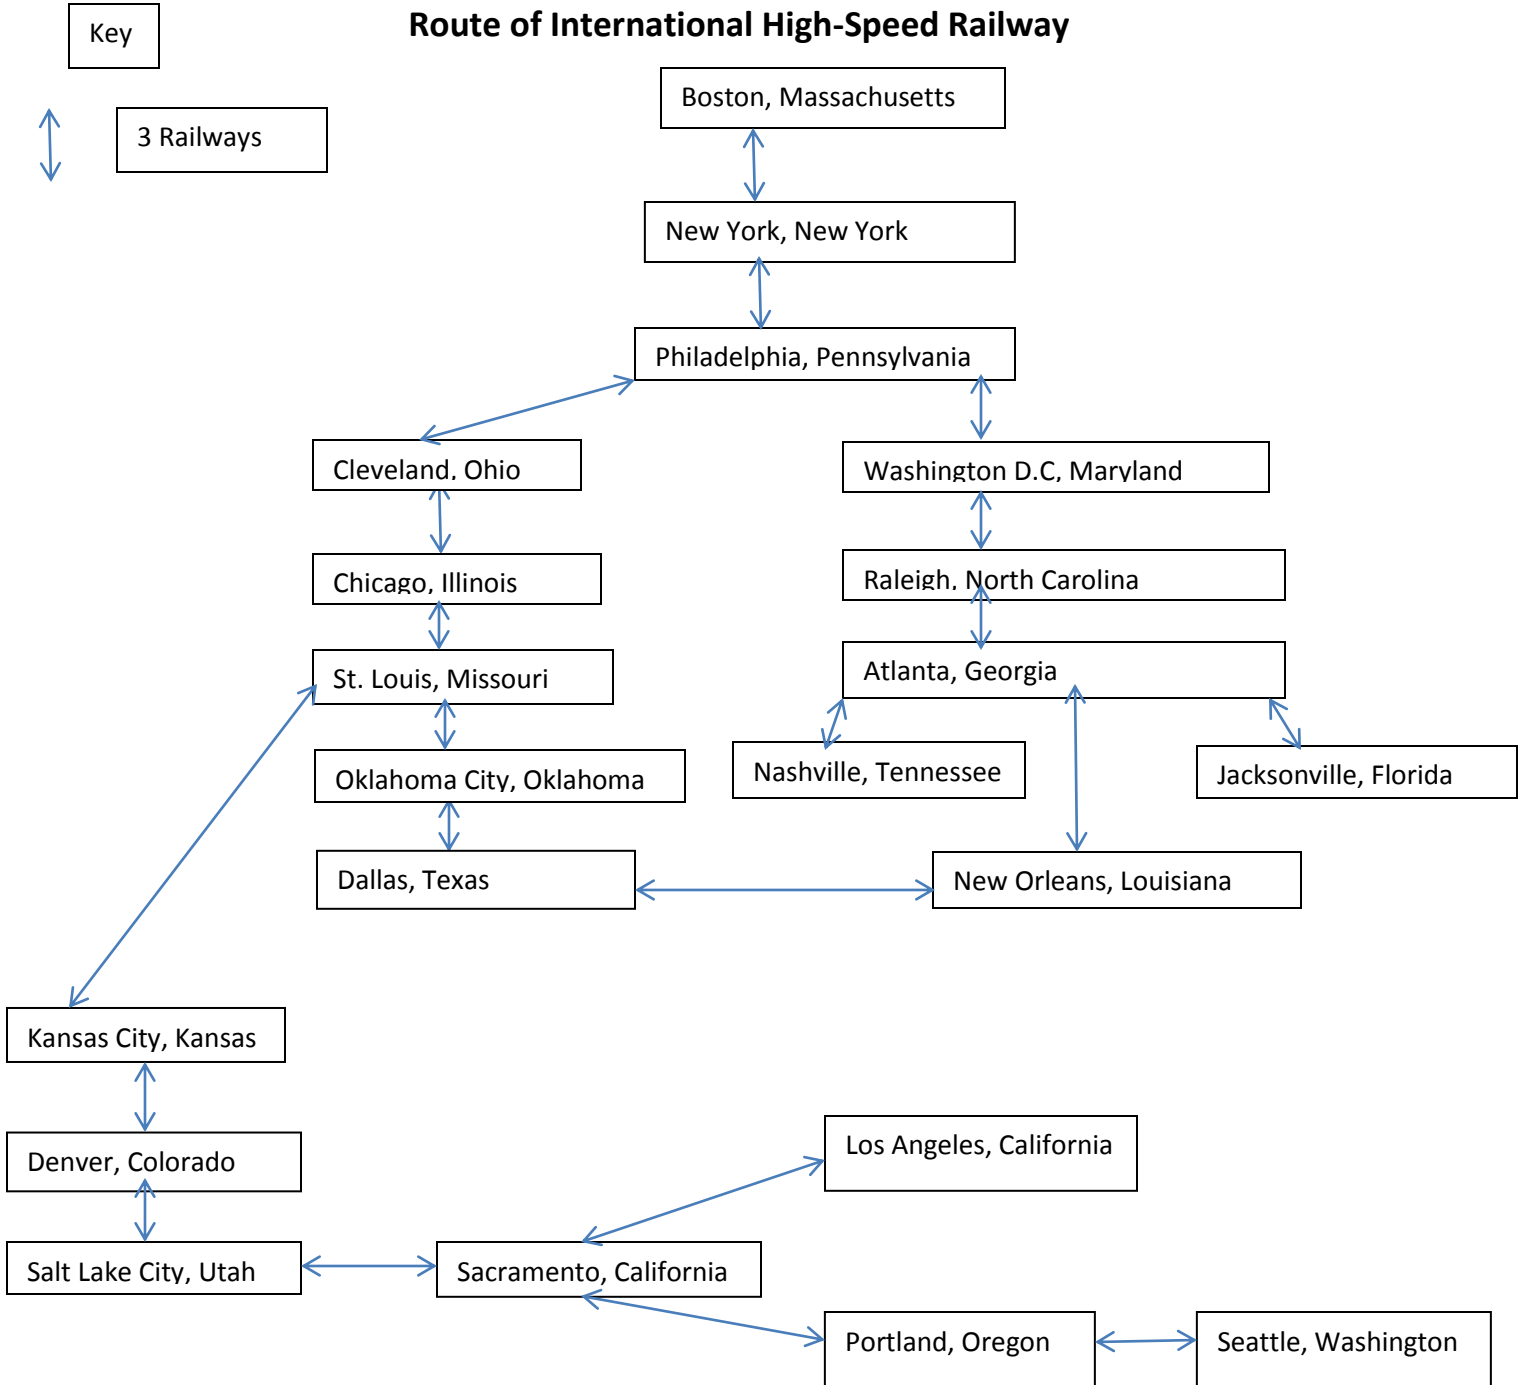 Key
Route of International High-Speed Railway
3 Railways
Boston, Massachusetts
New York, New York
Philadelphia, Pennsylvania
Cleveland, Ohio
Washington D.C, Maryland
Chicago, Illinois
Raleigh, North Carolina
St. Louis, Missouri
Atlanta, Georgia
Oklahoma City, Oklahoma
Nashville, Tennessee
Jacksonville, Florida
Dallas, Texas
New Orleans, Louisiana
Kansas City, Kansas
Denver, Colorado
Los Angeles, California
Salt Lake City, Utah
Sacramento, California
Portland, Oregon
Seattle, Washington